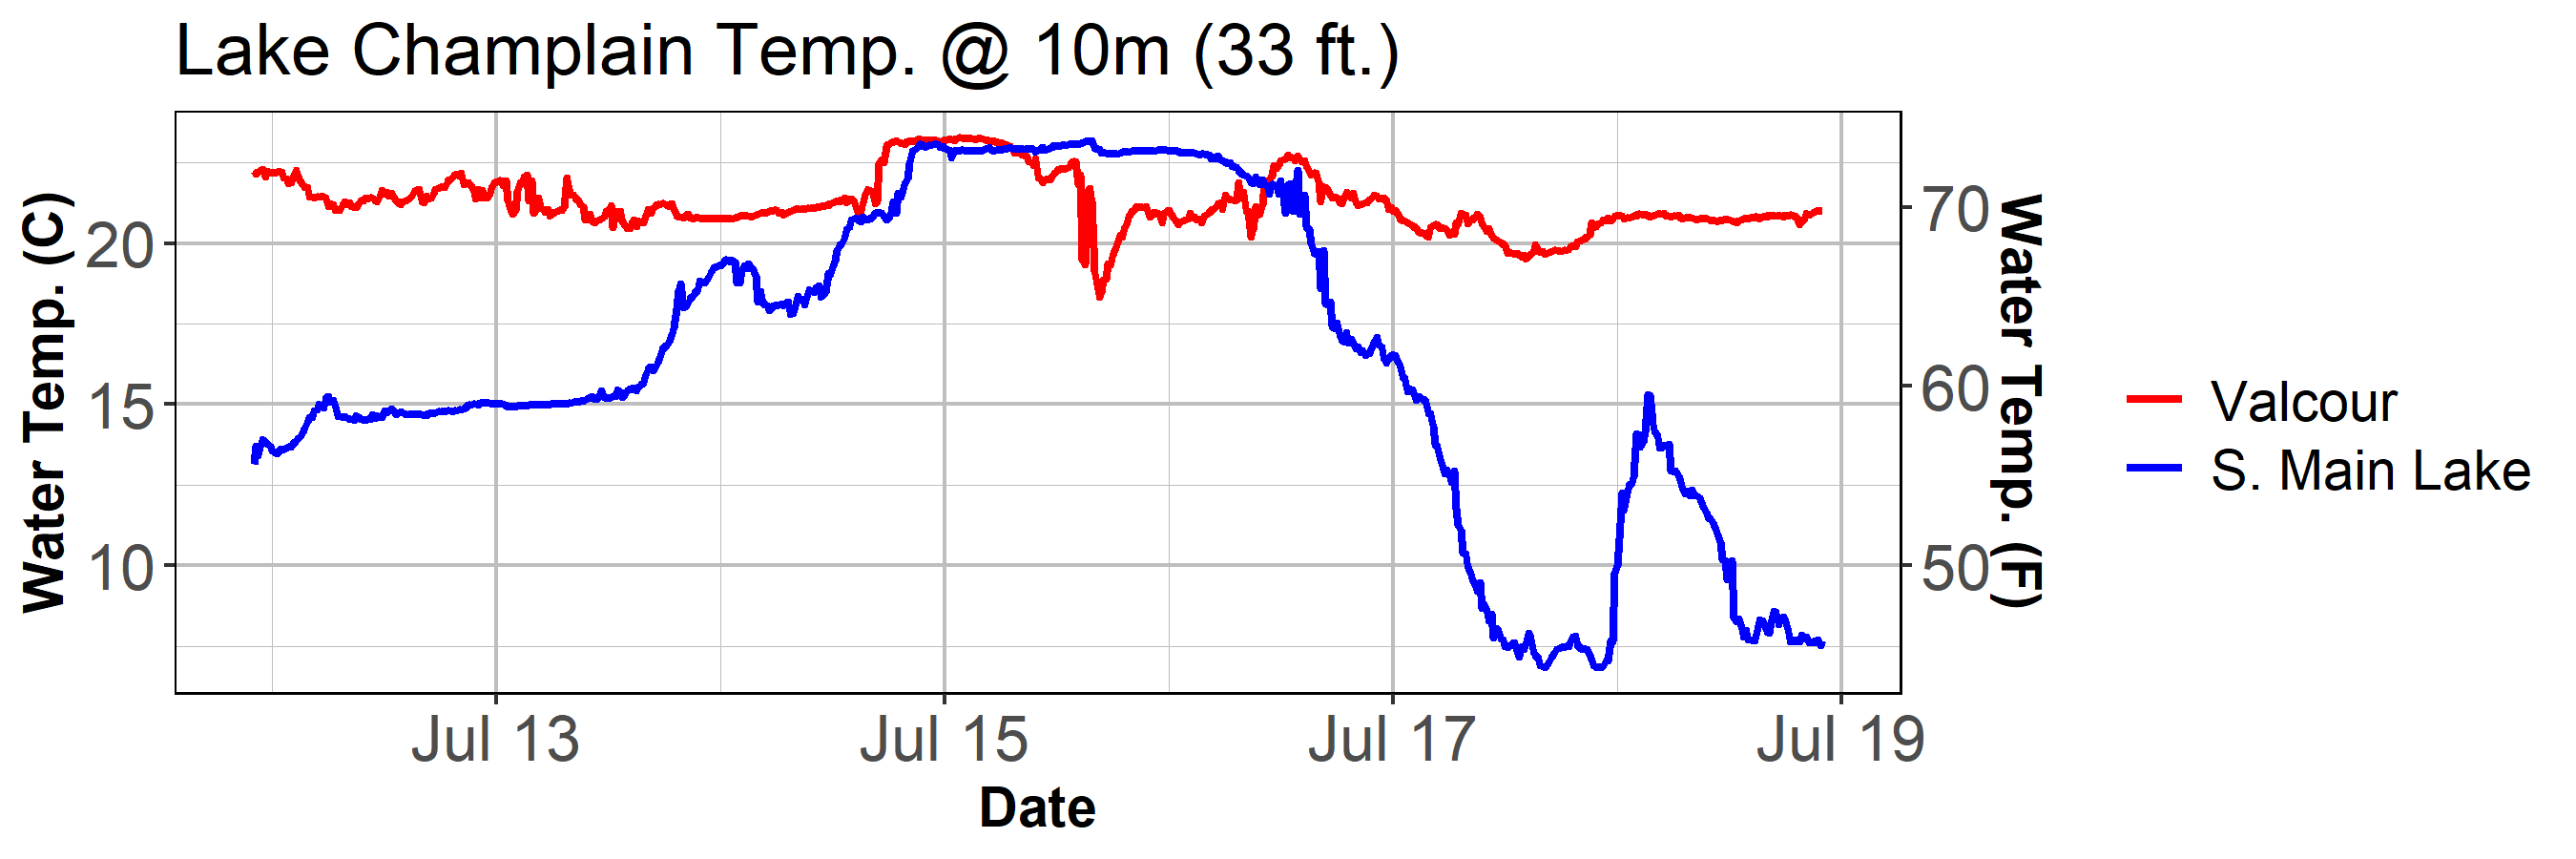 Lake Champlain Temp. @ 10m (33 ft.)
Water Temp. (C)
20
15
10
70
60
50
Water Temp. (F)
Jul 13
Jul 15
Jul 17
Jul 19
Date
Valcour
S. Main Lake